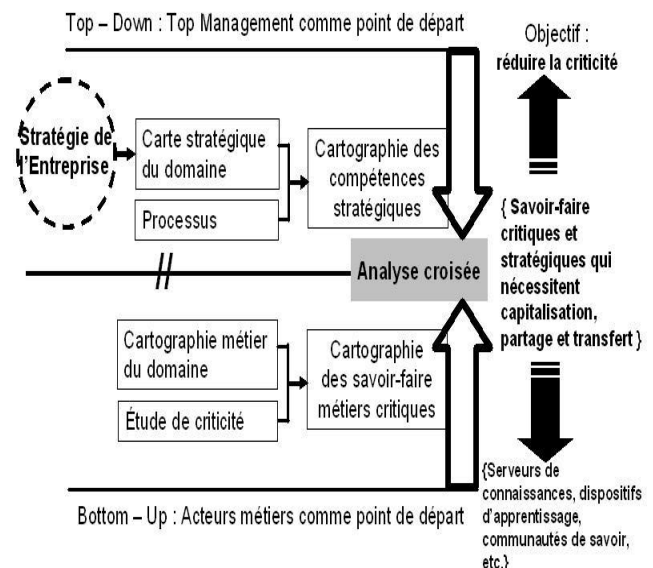 Top – Down : Top Management comme point de départ
Objectif :
réduire la criticité
Stratégie de
l'Entreprise
Carte stratégique
du domaine
Processus
Cartographie des
compétences
stratégiques
{ Savoir-faire
critiques et
stratégiques qui
nécessitent
capitalisation,
partage et transfert }
Analyse croisée
Cartographie métier
du domaine
Étude de criticité
Cartographie
des savoir-faire
métiers critiques
{Serveurs de
connaissances, dispositifs
d'apprentissage,
communautés de savoir,
etc.}
Bottom – Up : Acteurs métiers comme point de départ